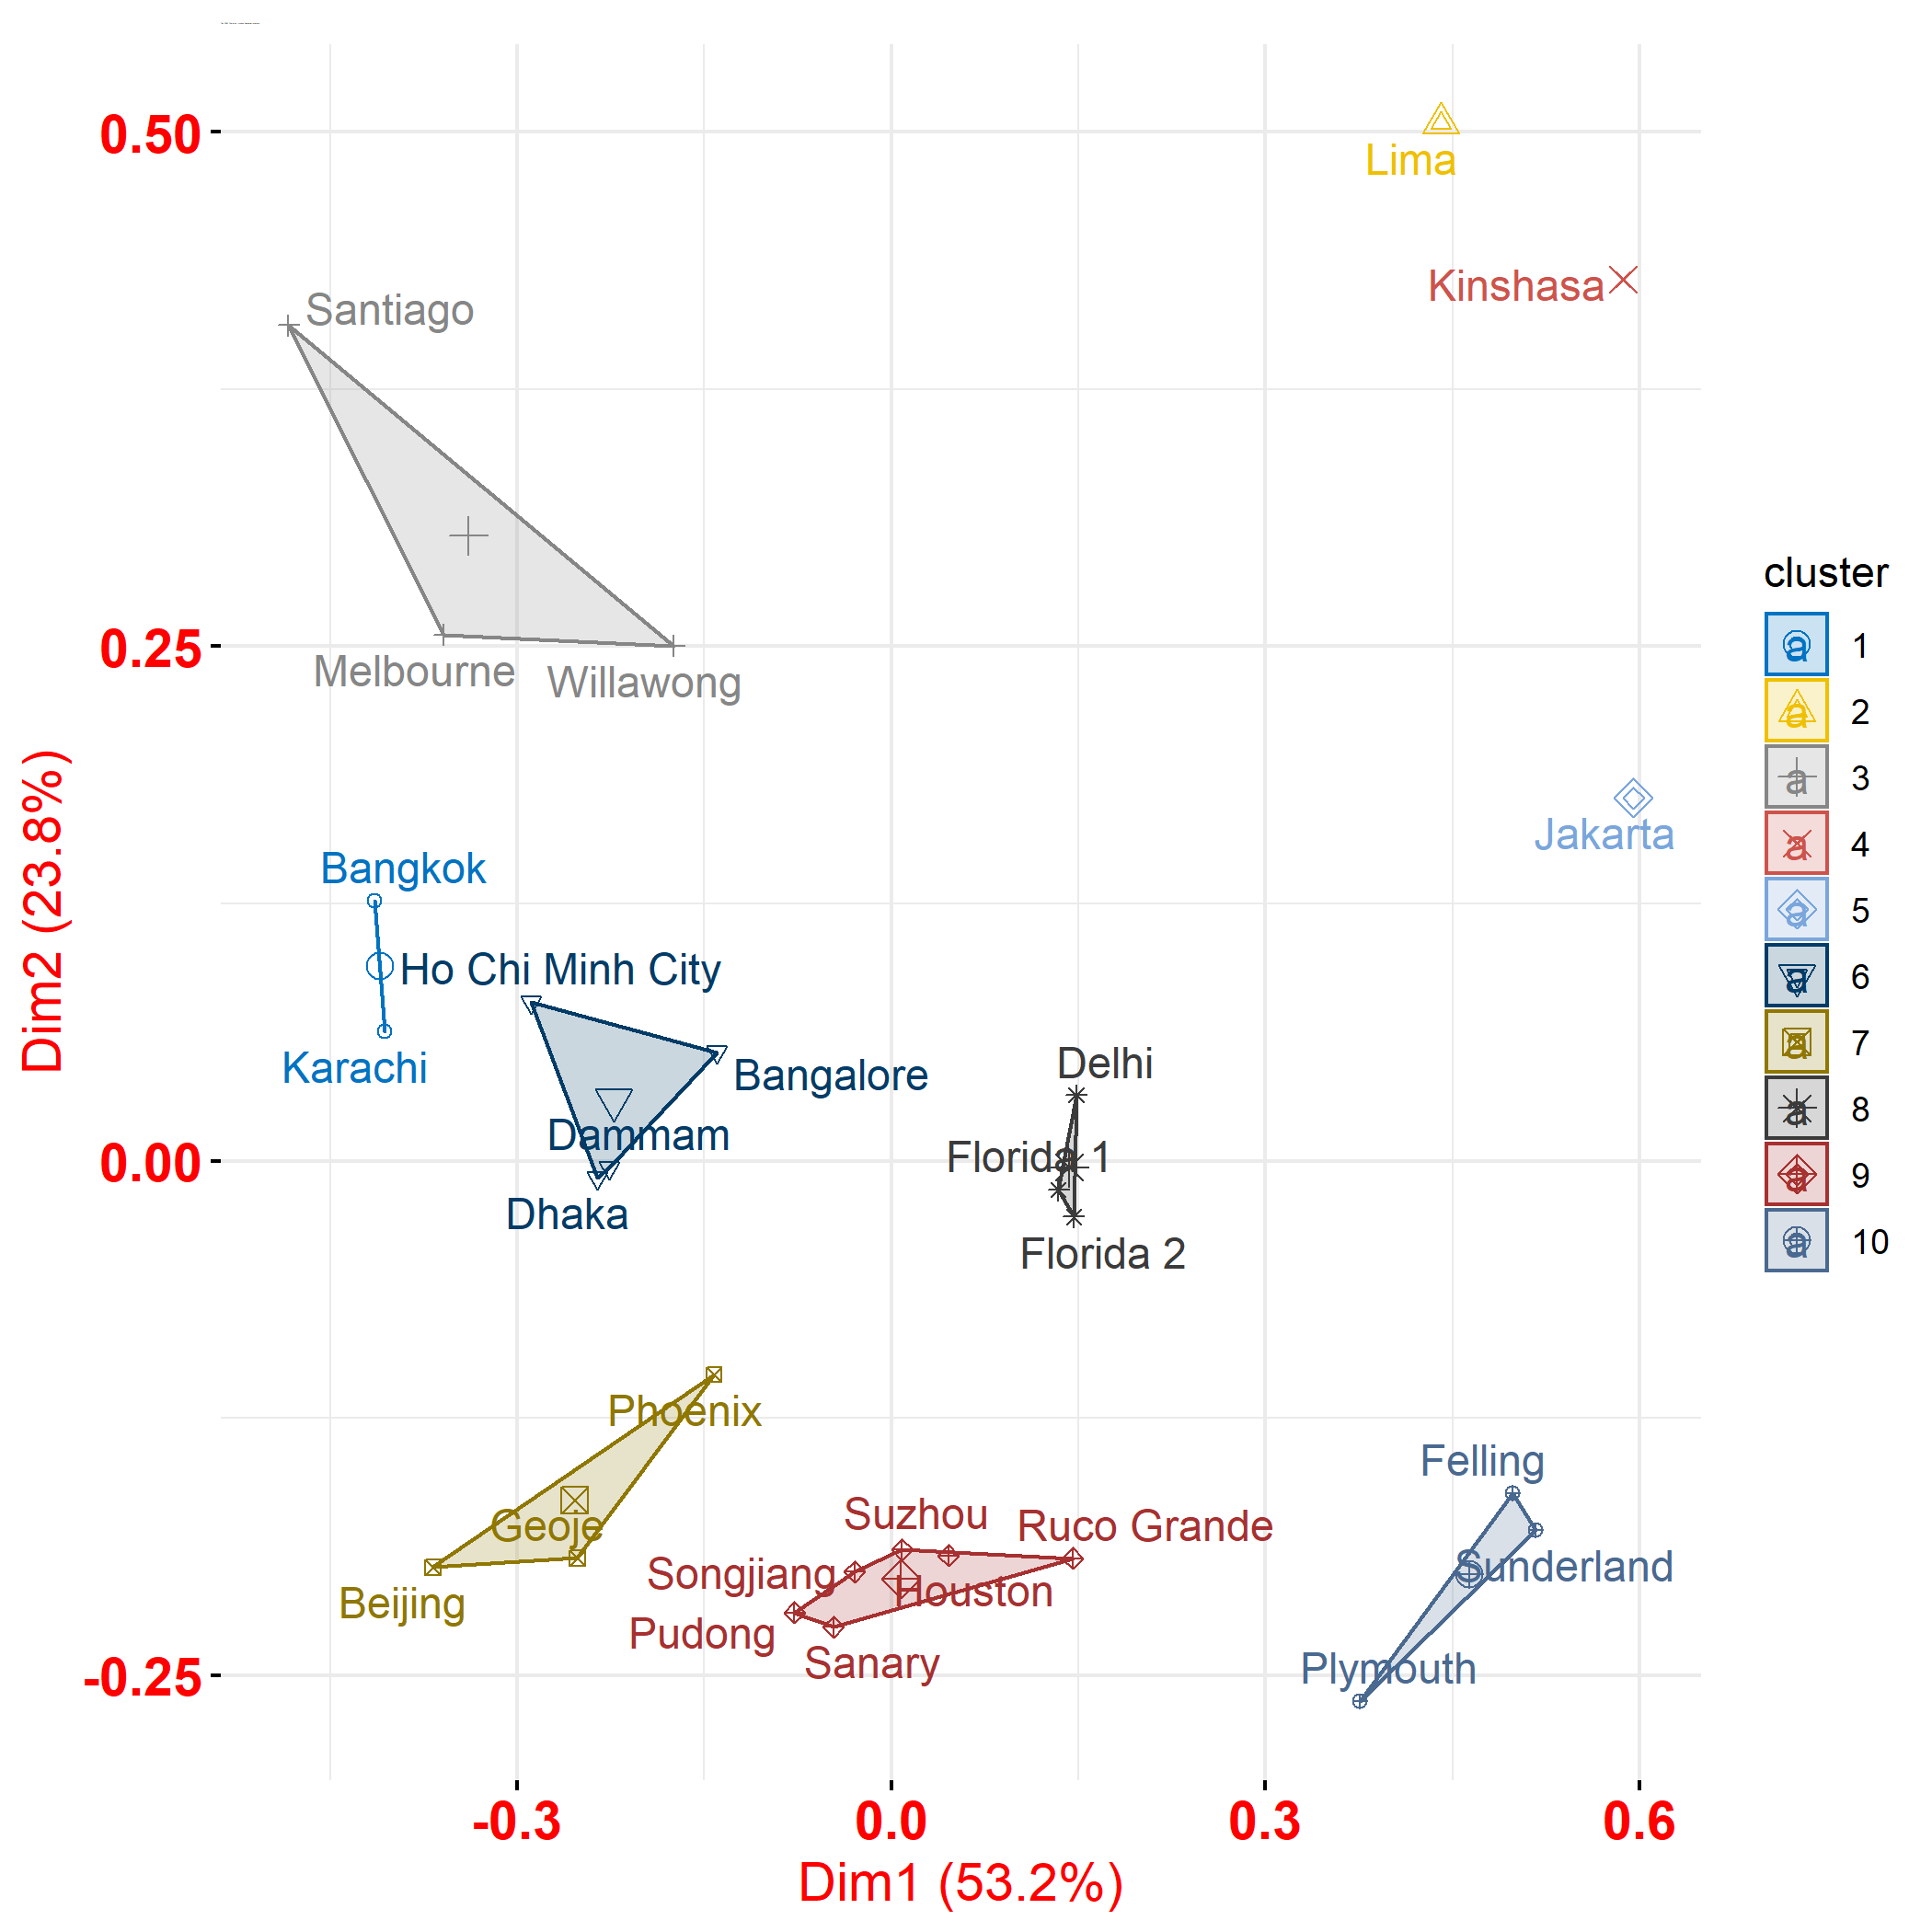 0.50
Lima
Kinshasa
Santiago
cluster
a 1
0.25
Melbourne
Willawong
a 2
a 3
Dim2 (23.8%)
Jakarta
a 4
Bangkok
a 5
Ho Chi Minh City
a 6
Karachi
Bangalore
Delhi
a 7
Dammam
Florida 1
a 8
0.00
a 9
Dhaka
Florida 2
a 10
Phoenix
Felling
Geoje
Suzhou
Ruco Grande
Songjiang
Houston
Sunderland
Beijing
Pudong
Sanary
Plymouth
-0.25
-0.3
0.0
0.3
0.6
Dim1 (53.2%)